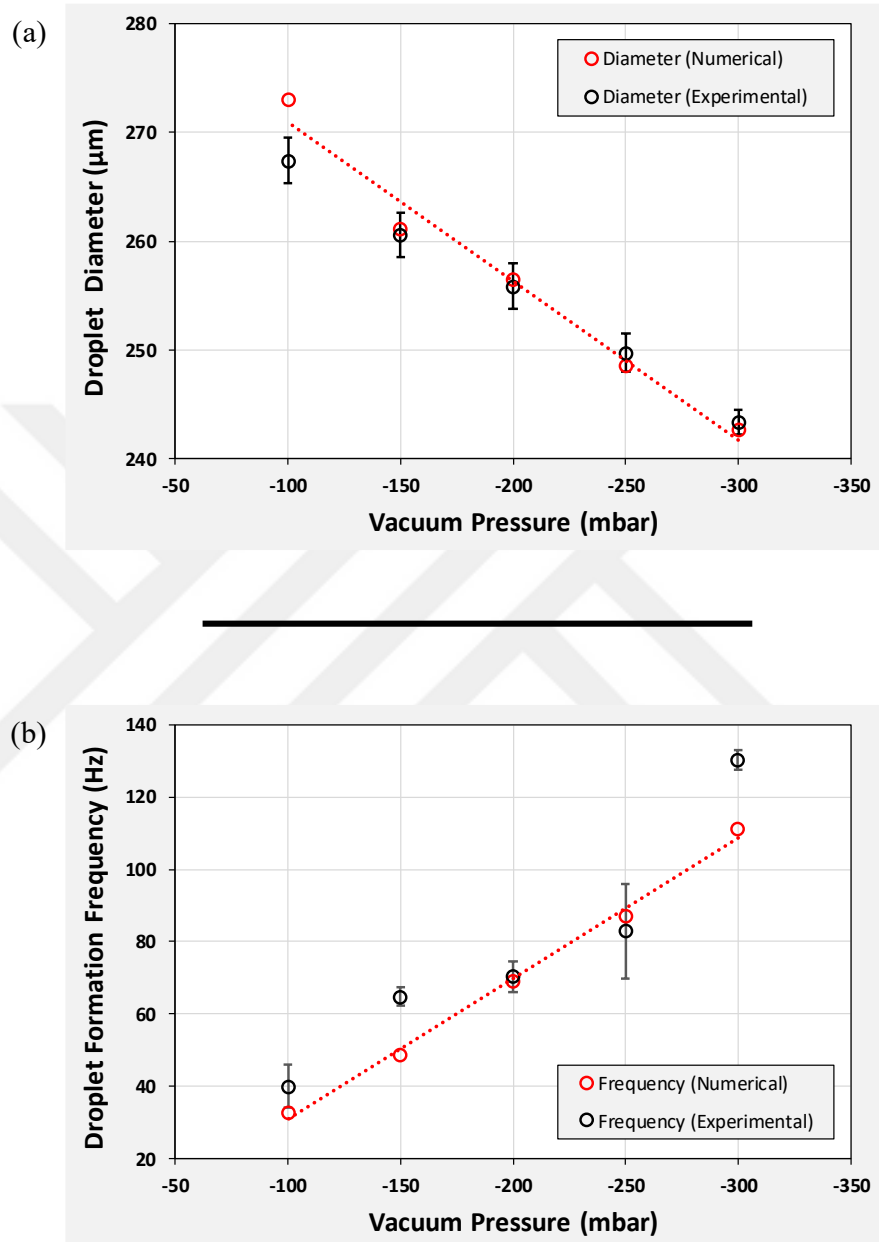 (a)
280
270
260
250
240
Droplet Diameter (µm)
Diameter (Numerical)
Diameter (Experimental)
-50 -100 -150 -200 -250 -300 -350
Vacuum Pressure (mbar)
(b)
140
120
100
80
60
40
20
Droplet Formation Frequency (Hz)
Frequency (Numerical)
Frequency (Experimental)
-50 -100 -150 -200 -250 -300 -350
Vacuum Pressure (mbar)